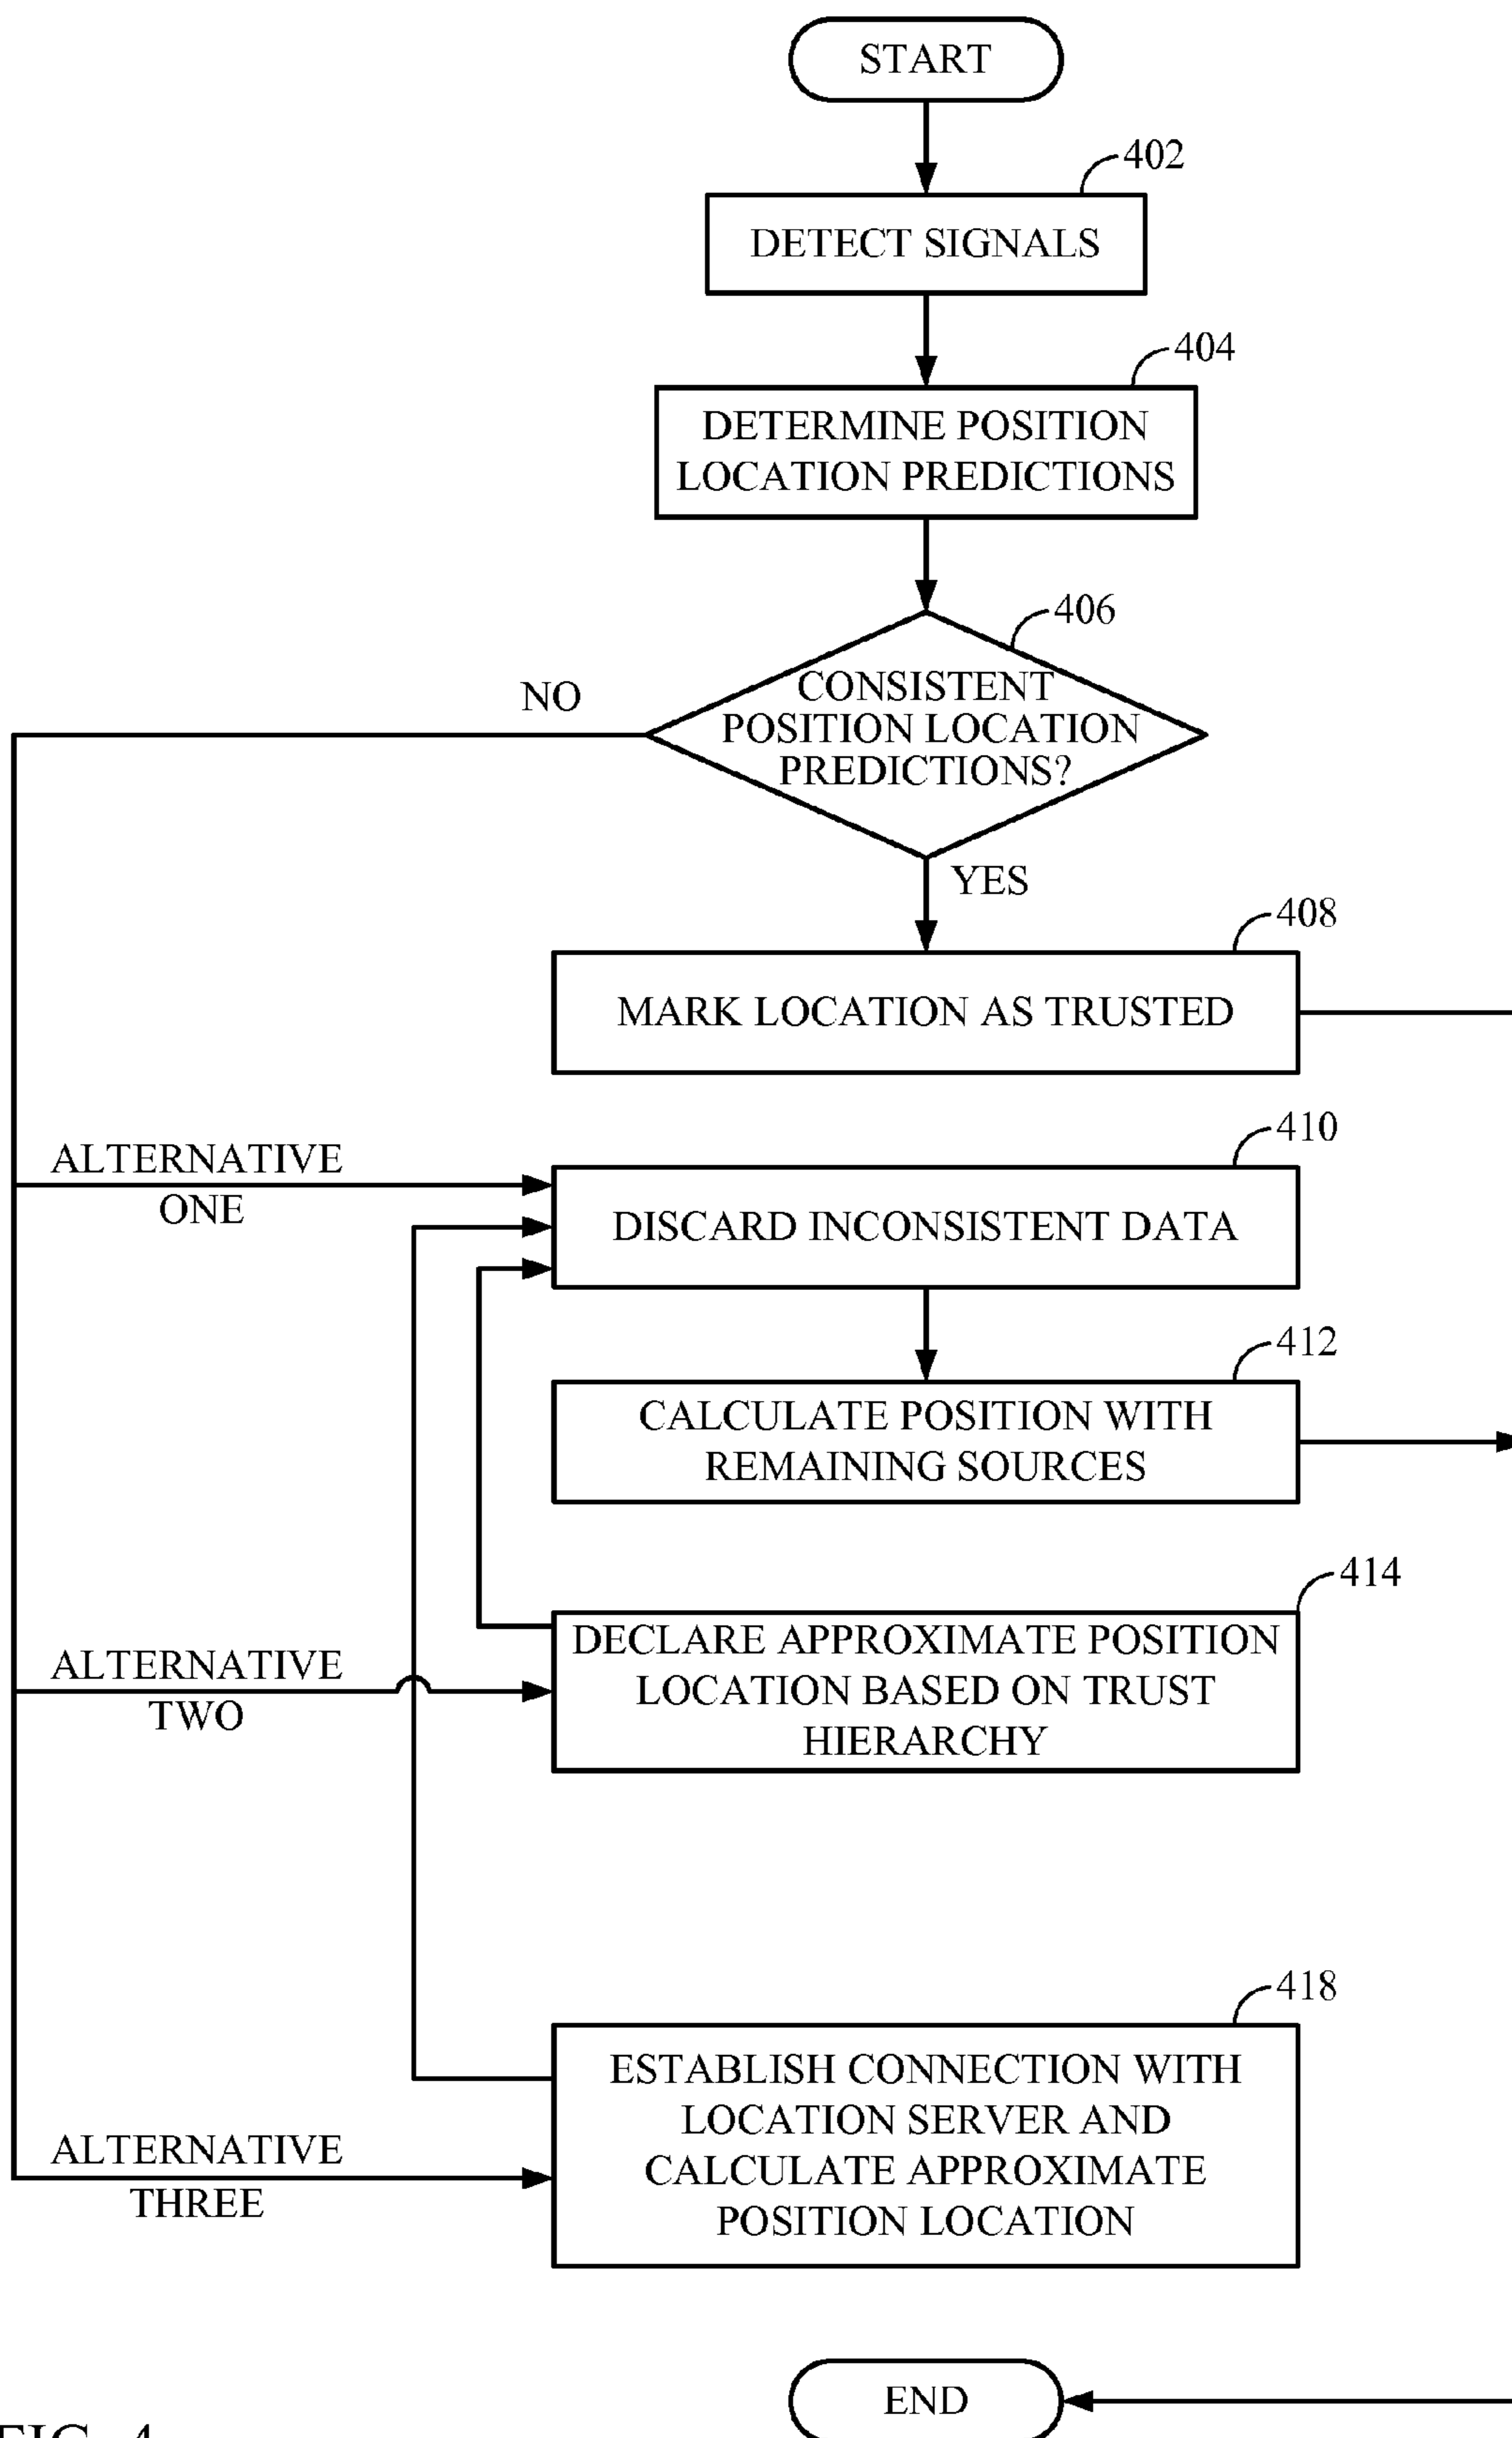 START
402
DETECT SIGNALS
404
DETERMINE POSITION
LOCATION PREDICTIONS
406
CONSISTENT
POSITION LOCATION
PREDICTIONS?
NO
YES
408
MARK LOCATION AS TRUSTED
410
ALTERNATIVE
ONE
DISCARD INCONSISTENT DATA
412
CALCULATE POSITION WITH
REMAINING SOURCES
414
DECLARE APPROXIMATE POSITION
LOCATION BASED ON TRUST
HIERARCHY
ALTERNATIVE
TWO
418
ESTABLISH CONNECTION WITH
LOCATION SERVER AND
CALCULATE APPROXIMATE
POSITION LOCATION
ALTERNATIVE
THREE
END
FIG. 4